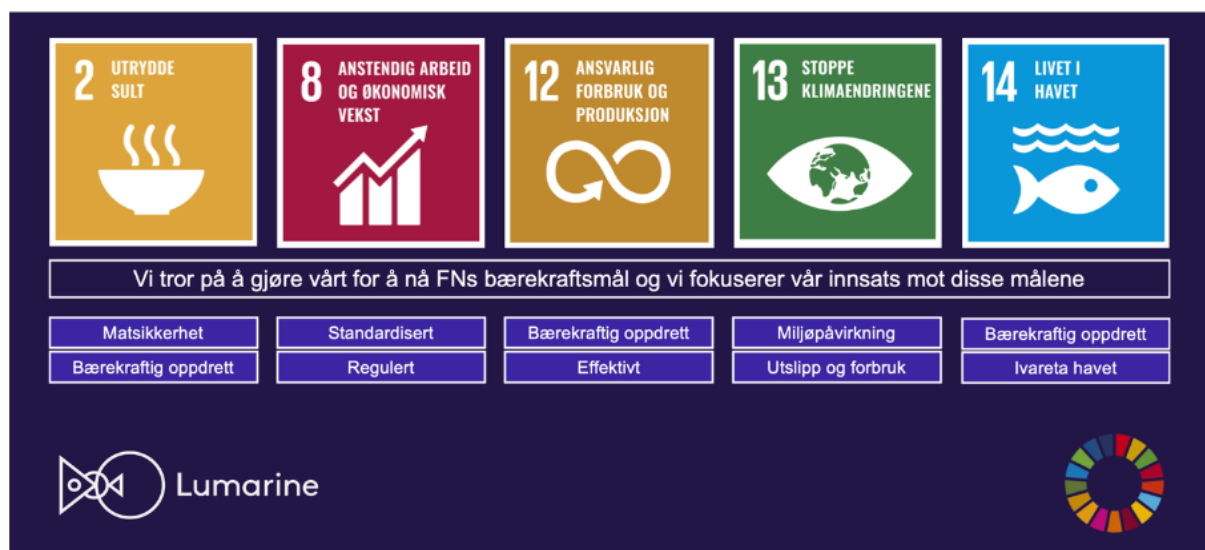 2 UTRYDDE
SULT
8 ANSTENDIG ARBEID
OG ØKONOMISK
VEKST
12 ANSVARLIG
FORBRUK OG
PRODUKSJON
13 STOPPE
KLIMAENDRINGENE
14 LIVET I
HAVET
Vi tror på å gjøre vårt for å nå FNs bærekraftsmål og vi fokuserer vår innsats mot disse målene
Matsikkerhet
Bærekraftig oppdrett
Standardisert
Regulert
Bærekraftig oppdrett
Effektivt
Miljøpåvirkning
Utslipp og forbruk
Bærekraftig oppdrett
Ivareta havet
Lumarine